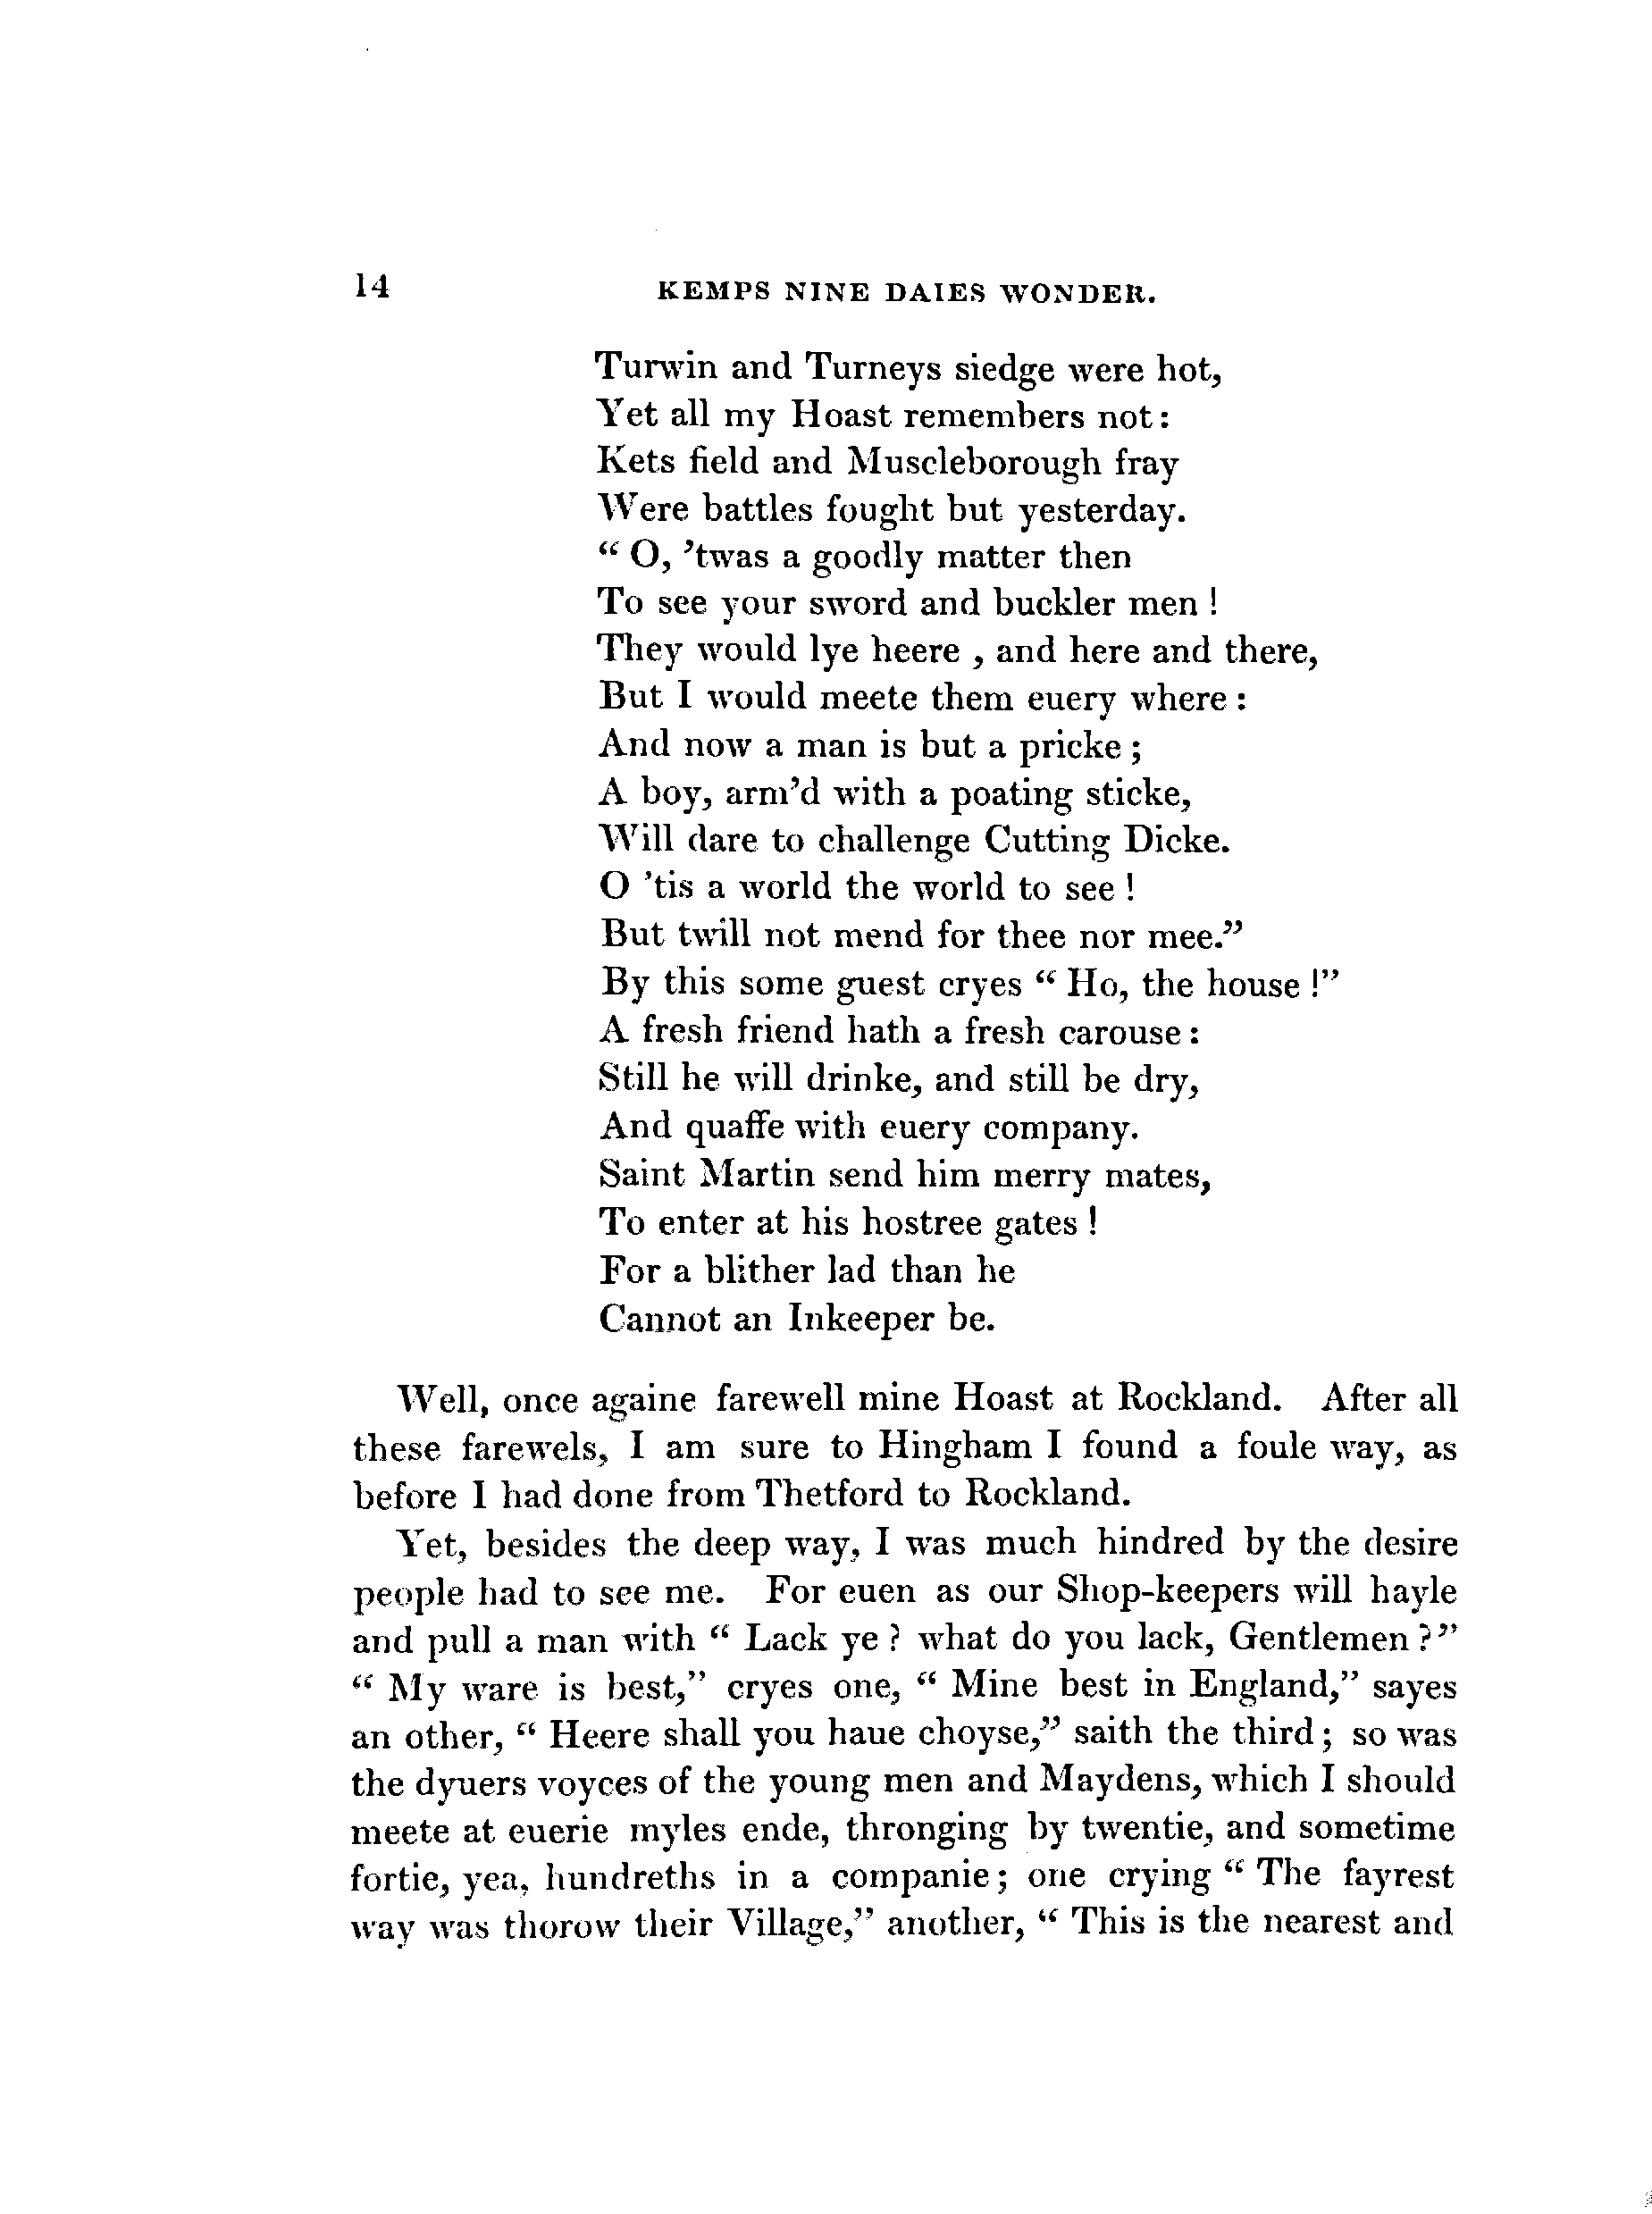 14 KEMPS NINE DAIES WONDER.
Turwin and Turneys siedge were hot,
Yet all my Hoast remembers not:
Kets field and Muscleborough fray
Were battles fought but yesterday.
“ O, ’twas a goodly matter then
To see your sword and buckler men !
They would lye heere , and here and there,
But I would meete them euery where :
And now a man is but a pricke ;
A boy, arm’d with a poating sticke,
Will dare to challenge Cutting Dicke.
O ’tis a world the world to see !
But twill not mend for thee nor mee.”
By this some guest cryes “ Ho, the house !”
A fresh friend hath a fresh carouse :
Still he will drinke, and still be dry,
And quaffe with euery company.
Saint Martin send him merry mates,
To enter at his hostree gates !
For a blither lad than he
Cannot an Inkeeper be.
Well, once againe farewell mine Hoast at Rockland. After all
these farewels, I am sure to Hingham I found a foule way, as
before I had done from Thetford to Rockland.
Yet, besides the deep way, I was much hindred by the desire
people had to see me. For euen as our Shop-keepers will hayle
and pull a man with “ Lack ye ? what do you lack, Gentlemen ?”
“ My ware is best,” cryes one, “ Mine best in England,” sayes
an other, “ Heere shall you haue choyse,” saith the third ; so was
the dyuers voyces of the young men and Maydens, which I should
meete at euerie myles ende, thronging by twentie, and sometime
fortie, yea, hundreths in a companie ; one crying “ The fayrest
way was thorow their Village,” another, “ This is the nearest and